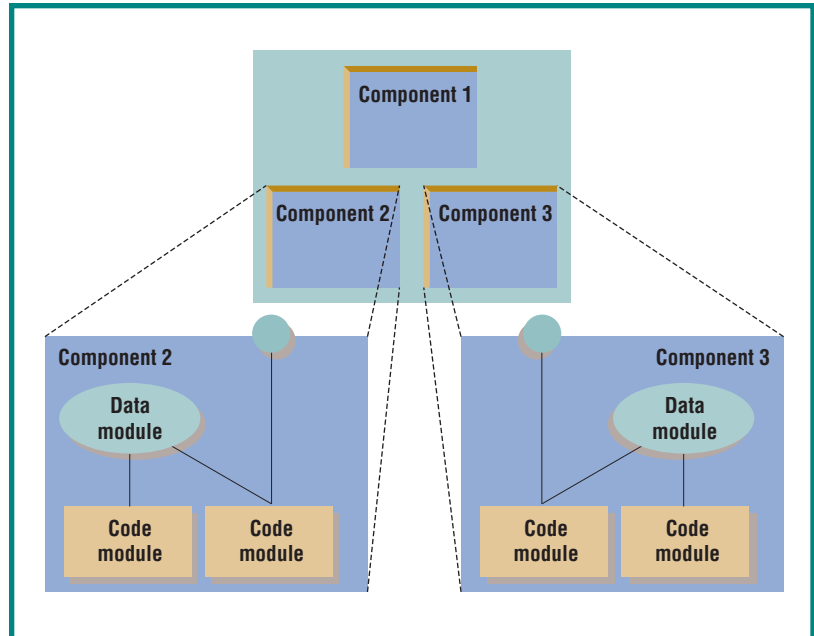 Component 1
Component 2
Component 3
Component 2
Data
module
Code
module
Code
module
Component 3
Data
module
Code
module
Code
module